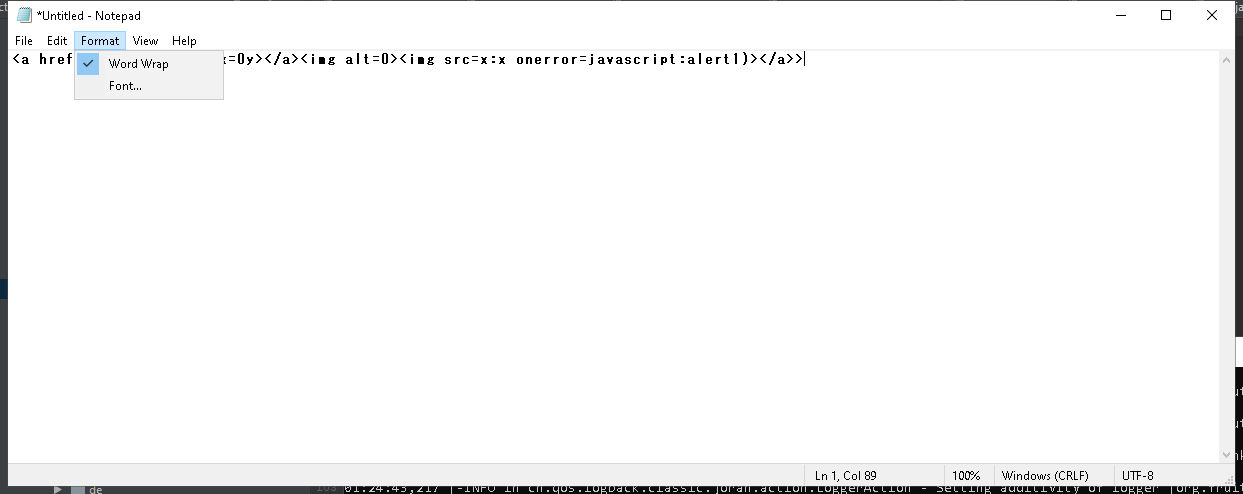 *Untitled - Notepad
File Edit Format View Help
<a href x=0y></a><img alt=0><img src=x:x onerror=javascript:alert1)></a>>
Word Wrap
Font...
Ln 1, Col 89 100% Windows (CRLF) UTF-8
de 01:24:43,217 |-INFO in ch.qos.logback.classic.joran.action.LoggerAction - Setting additivity of logger [org.fruit